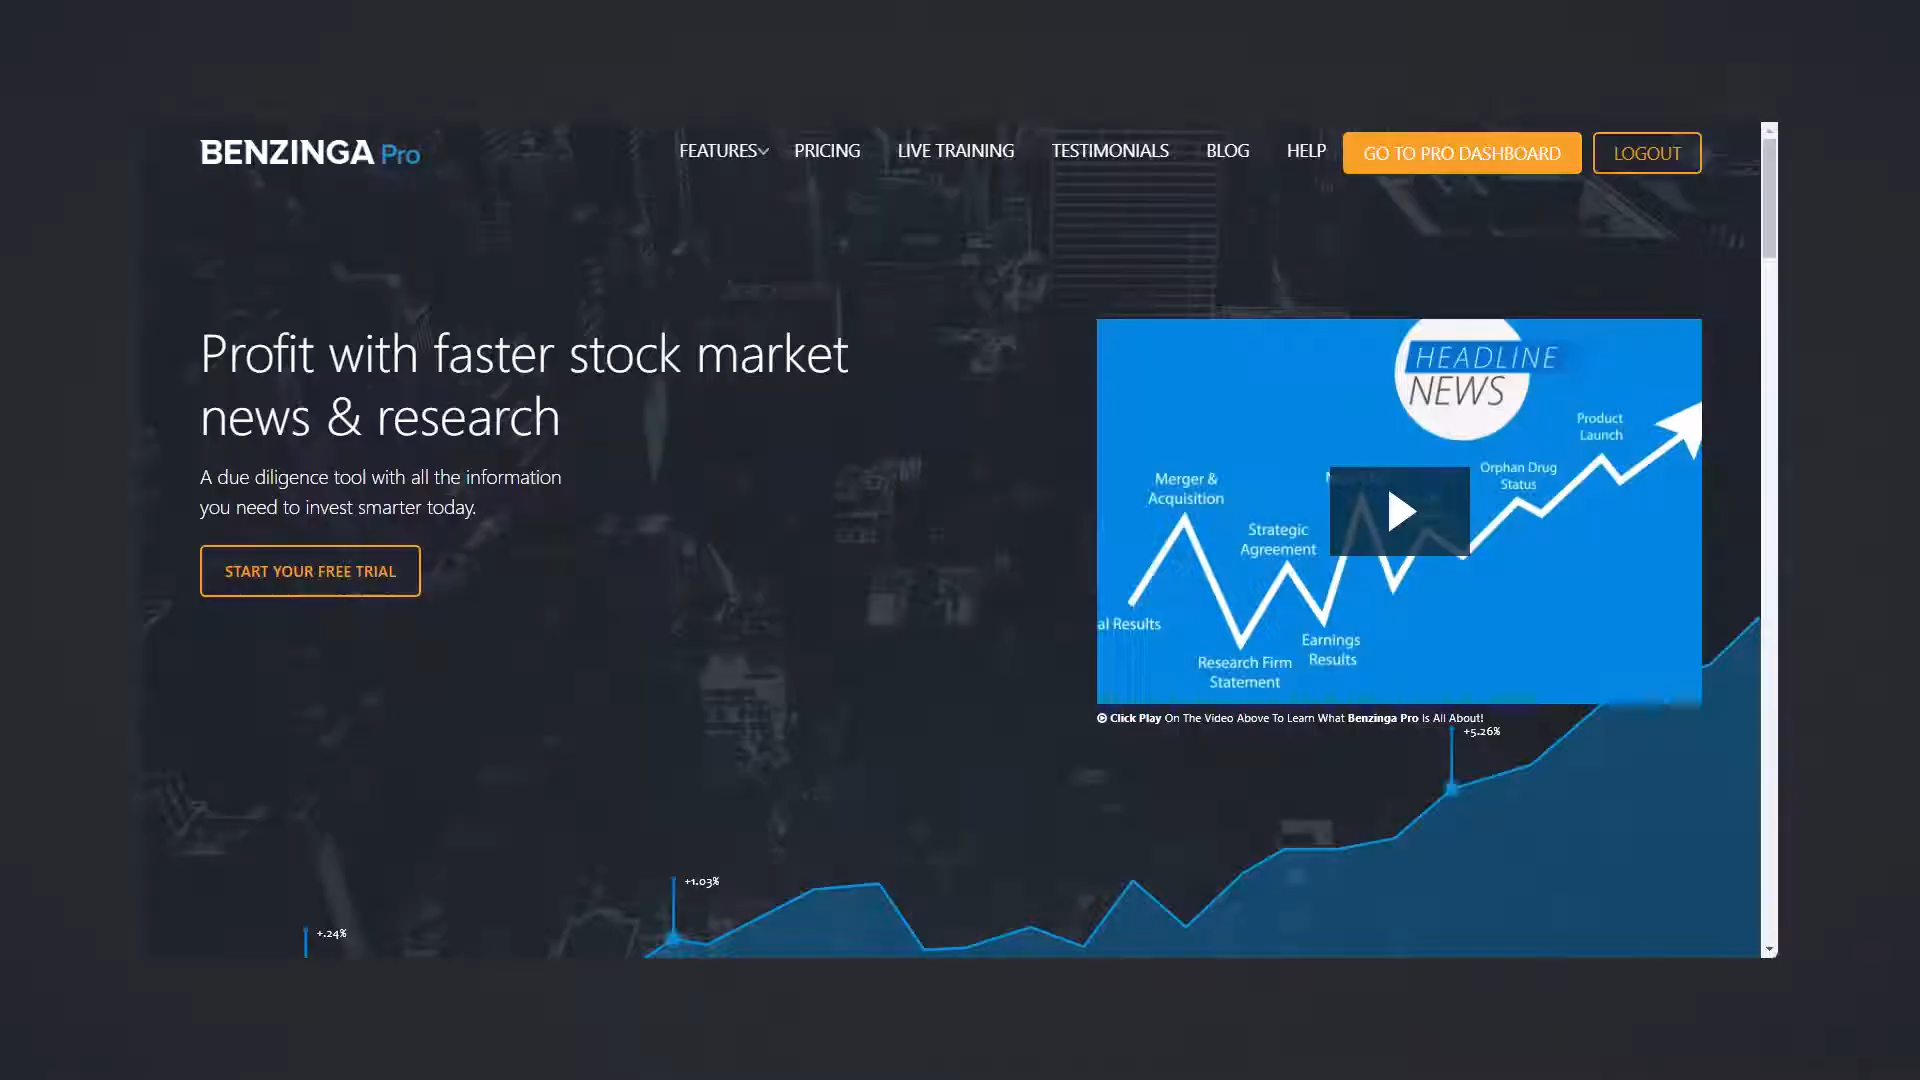 BENZINGA Pro
FEATURES
PRICING
LIVE TRAINING
TESTIMONIALS
BLOG
HELP
GO TO PRO DASHBOARD
LOGOUT
Profit with faster stock market
news & research
A due diligence tool with all the information
you need to invest smarter today.
START YOUR FREE TRIAL
HEADLINE
NEWS
Product
Launch
Orphan Drug
Status
Merger &
Acquisition
Strategic
Agreement
al Results
Earnings
Results
Research Firm
Statement
Click Play On The Video Above To Learn What Benzinga Pro Is All About!
+5.26%
+1.03%
+.24%